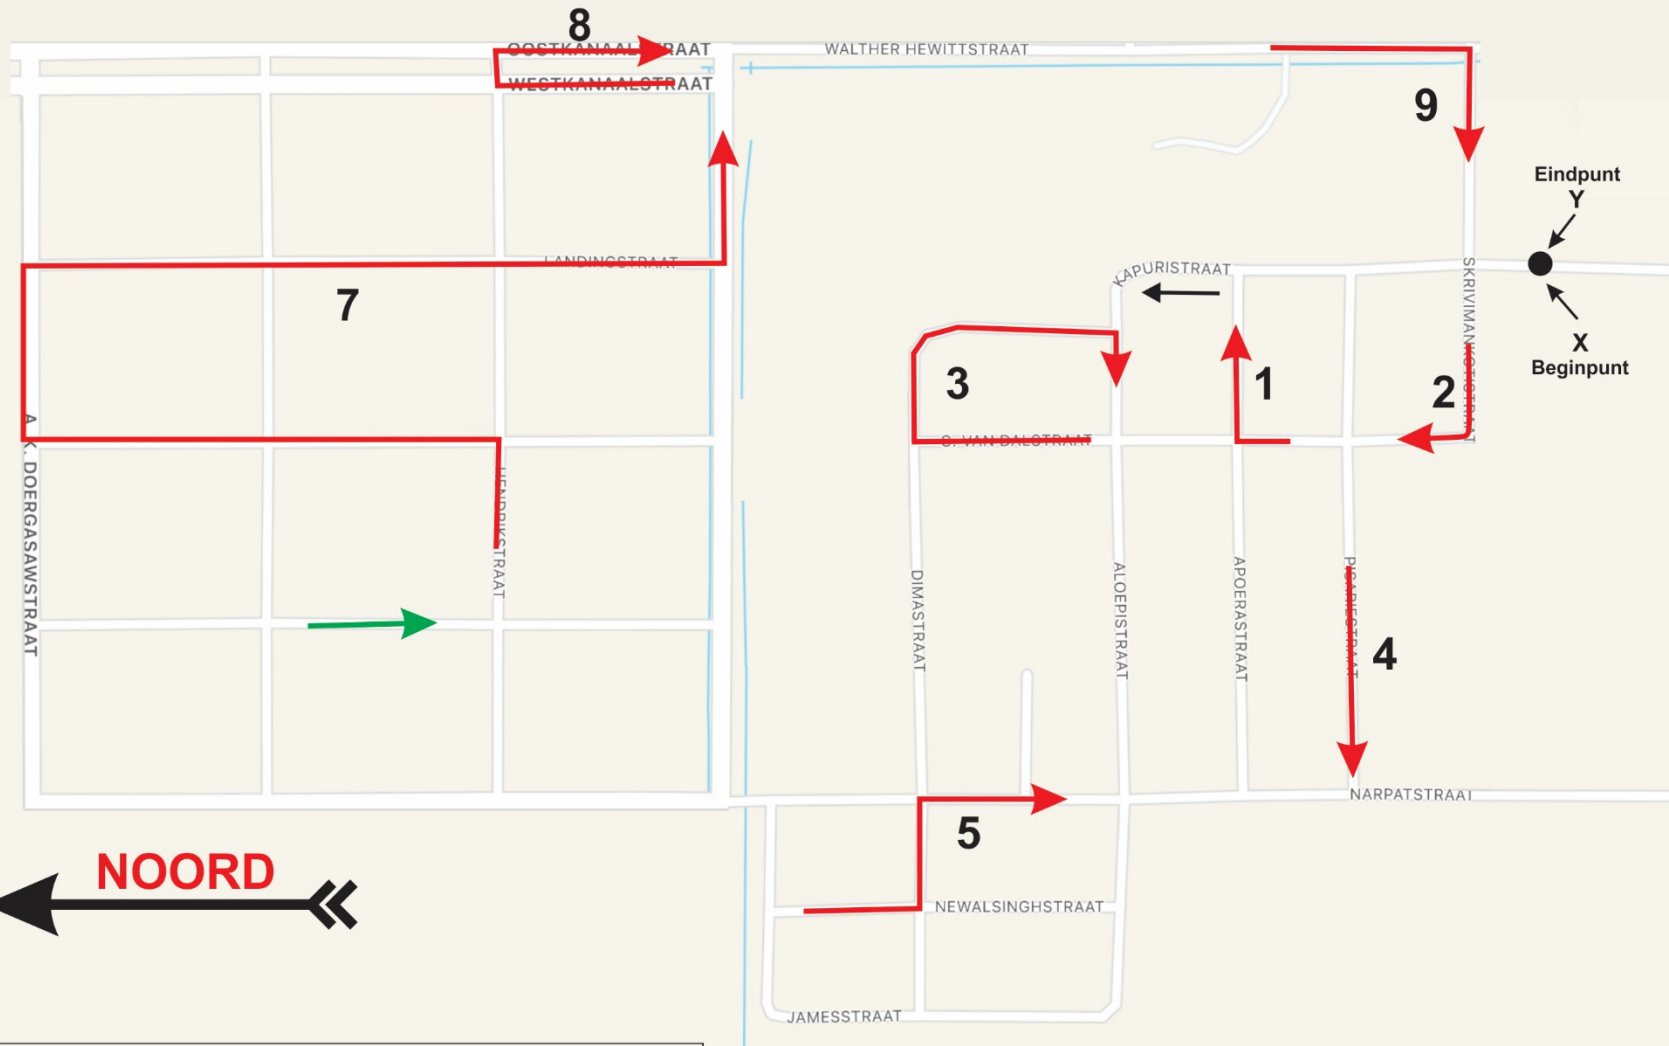 8
OOSTKANAALSTRAAT
WALTHER HEWITTSTRAAT
WESTKANAALSTRAAT
9
Eindpunt
Y
LANDINGSTRAAT
KAPURISTRAAT
SKRIVIMANKOTISTRAAT
7
X
Beginpunt
3
1
2
A. K. DOERGASAWSTRAAT
C. VAN DALSTRAAT
HENDRIKSTRAAT
DIMASTRAAT
ALOEPISTRAAT
APOERASTRAAT
PICARIESTRAAT
4
NARPATSTRAAT
5
NOORD
NEWALSINGHSTRAAT
JAMESSTRAAT